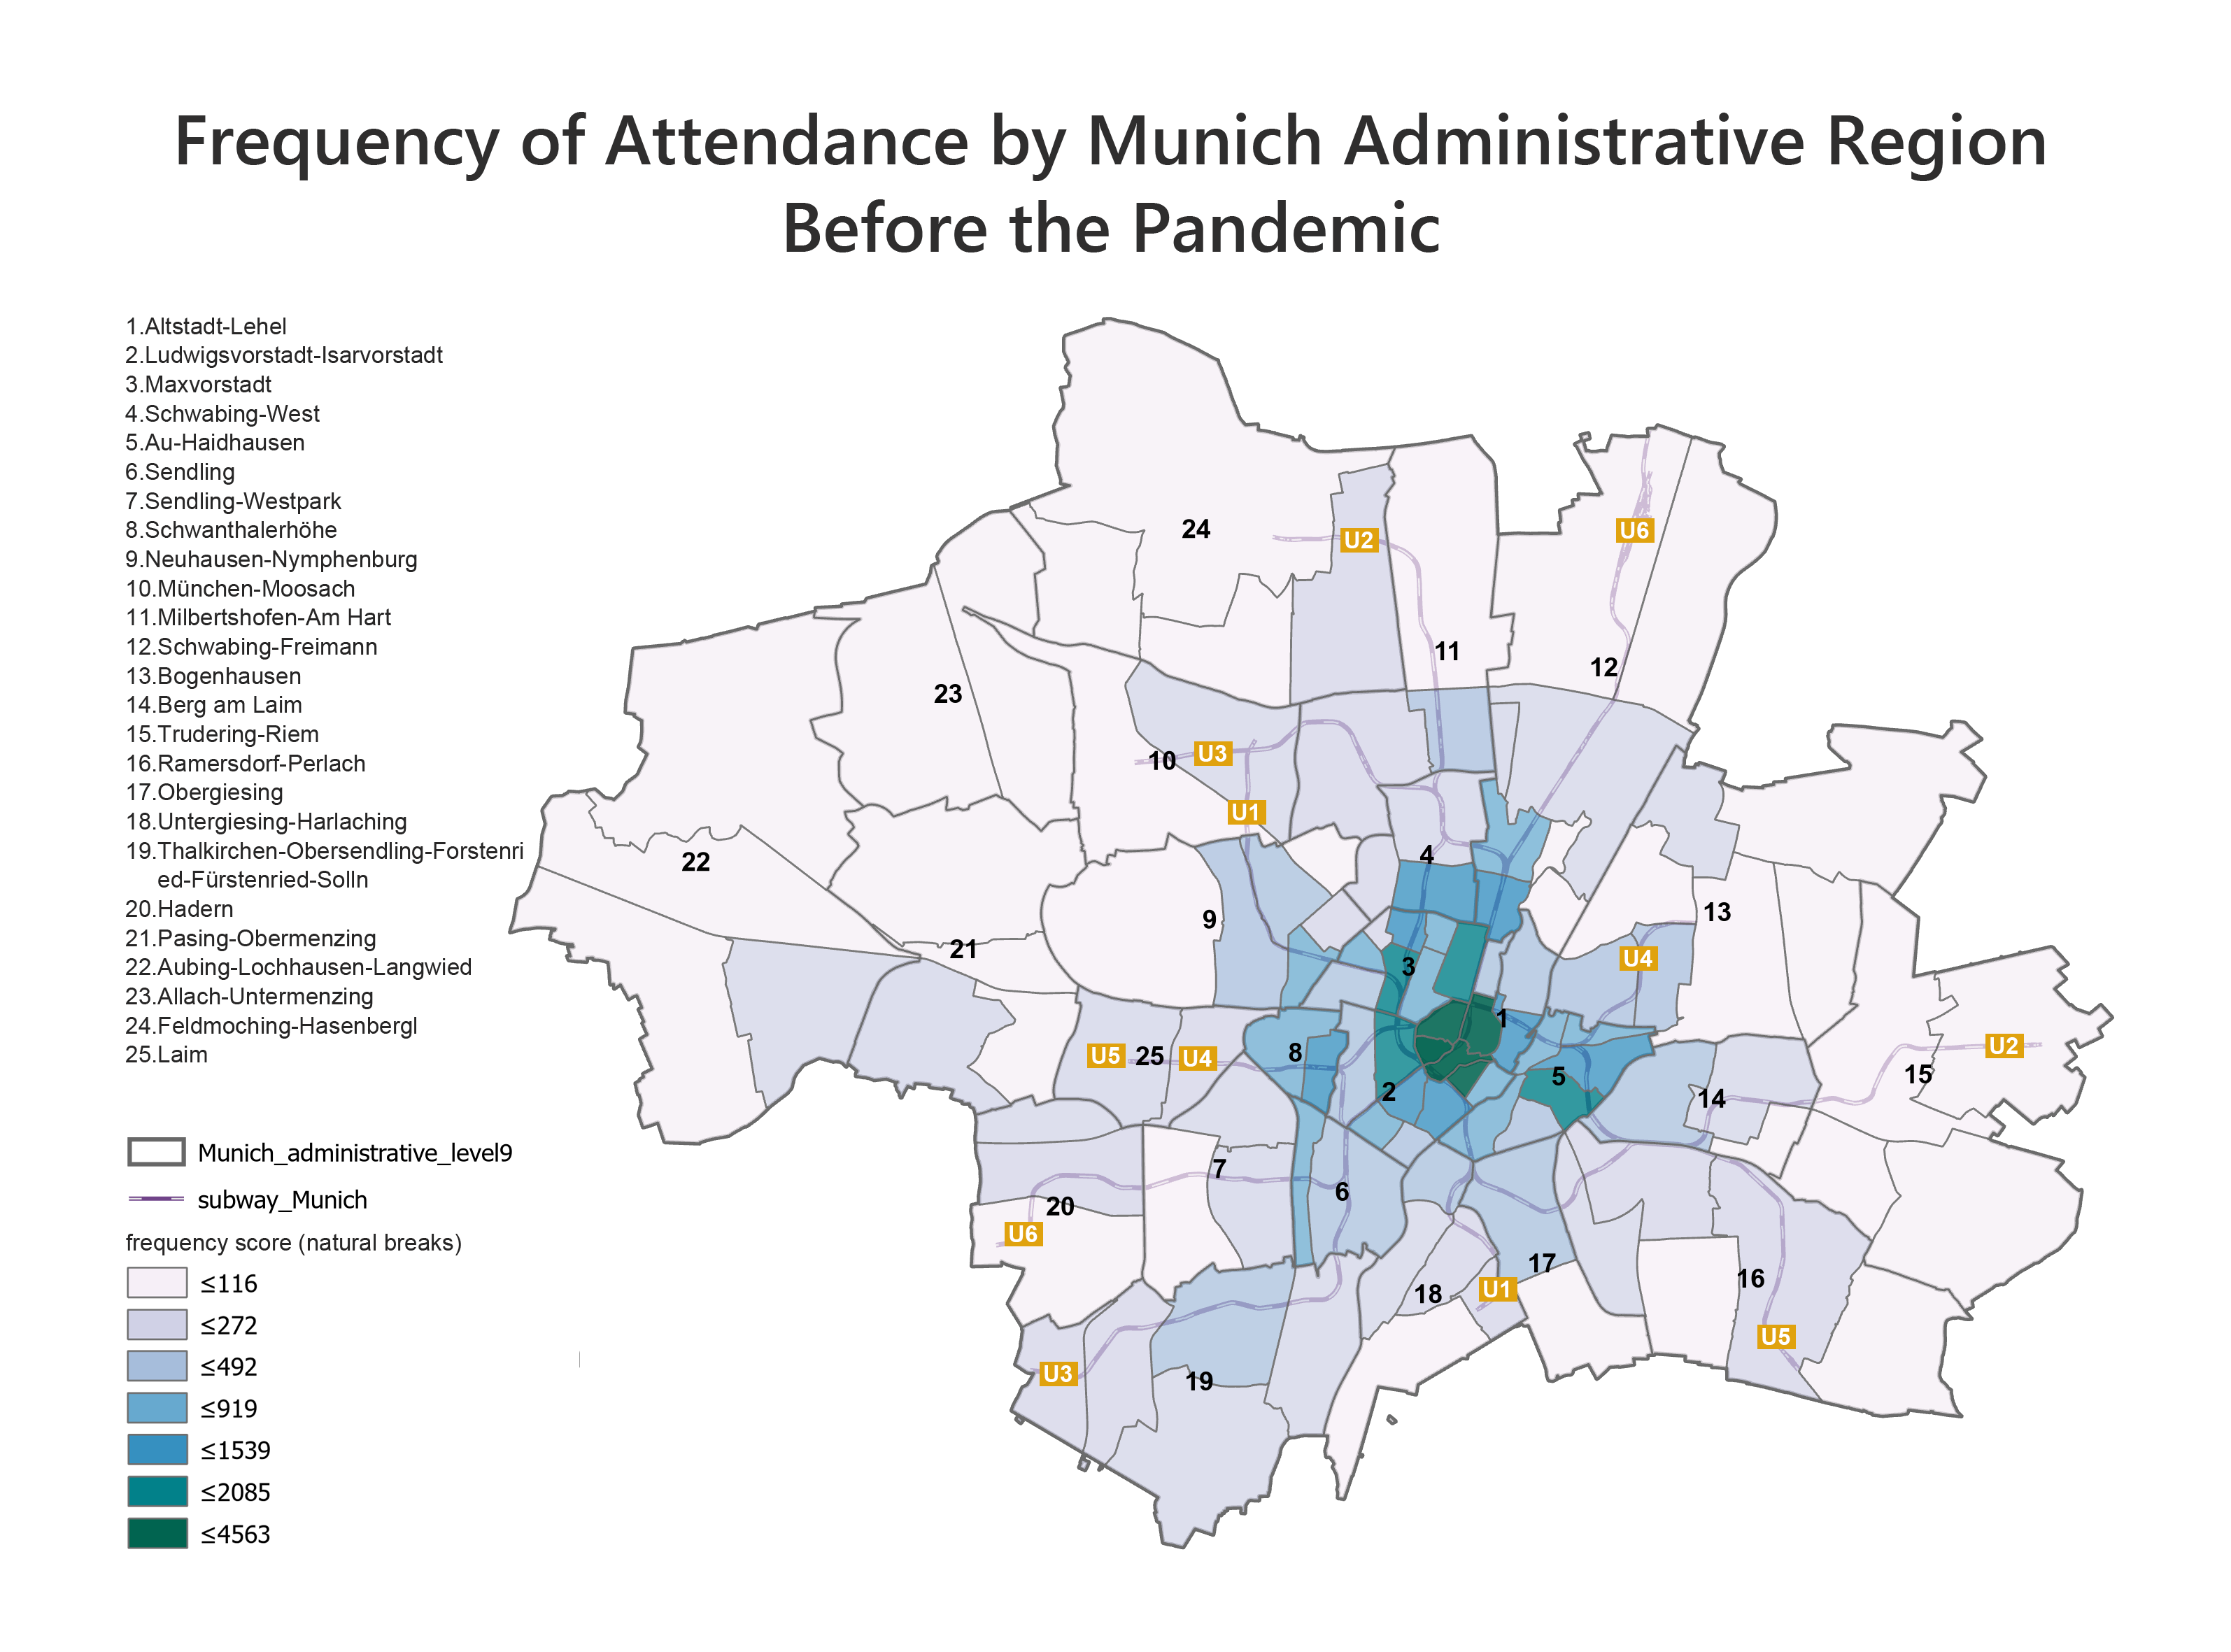 Frequency of Attendance by Munich Administrative Region
Before the Pandemic
1.Altstadt-Lehel
2.Ludwigsvorstadt-Isarvorstadt
3.Maxvorstadt
4.Schwabing-West
5.Au-Haidhausen
6.Sendling
7.Sendling-Westpark
8.Schwanthalerhöhe
9.Neuhausen-Nymphenburg
10.München-Moosach
11.Milbertshofen-Am Hart
12.Schwabing-Freimann
13.Bogenhausen
14.Berg am Laim
15.Trudering-Riem
16.Ramersdorf-Perlach
17.Obergiesing
18.Untergiesing-Harlaching
19.Thalkirchen-Obersendling-Forstenri
ed-Fürstenried-Solln
20.Hadern
21.Pasing-Obermenzing
22.Aubing-Lochhausen-Langwied
23.Allach-Untermenzing
24.Feldmoching-Hasenbergl
25.Laim
Munich_administrative_level9
subway_Munich
frequency score (natural breaks)
≤116
≤272
≤492
≤919
≤1539
≤2085
≤4563
24
U2
U6
11
12
23
10
U3
U1
4
22
9
13
21
3
U4
1
U5
25
U4
8
U2
2
5
15
14
7
6
20
U6
17
18
U1
16
U5
U3
19